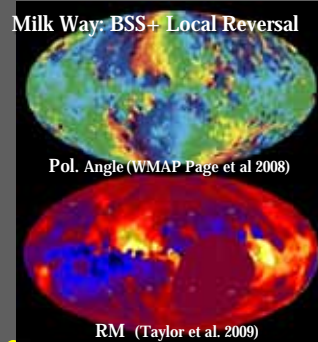 Milk Way: BSS+ Local Reversal
Pol. Angle (WMAP Page et al 2008)
RM (Taylor et al. 2009)